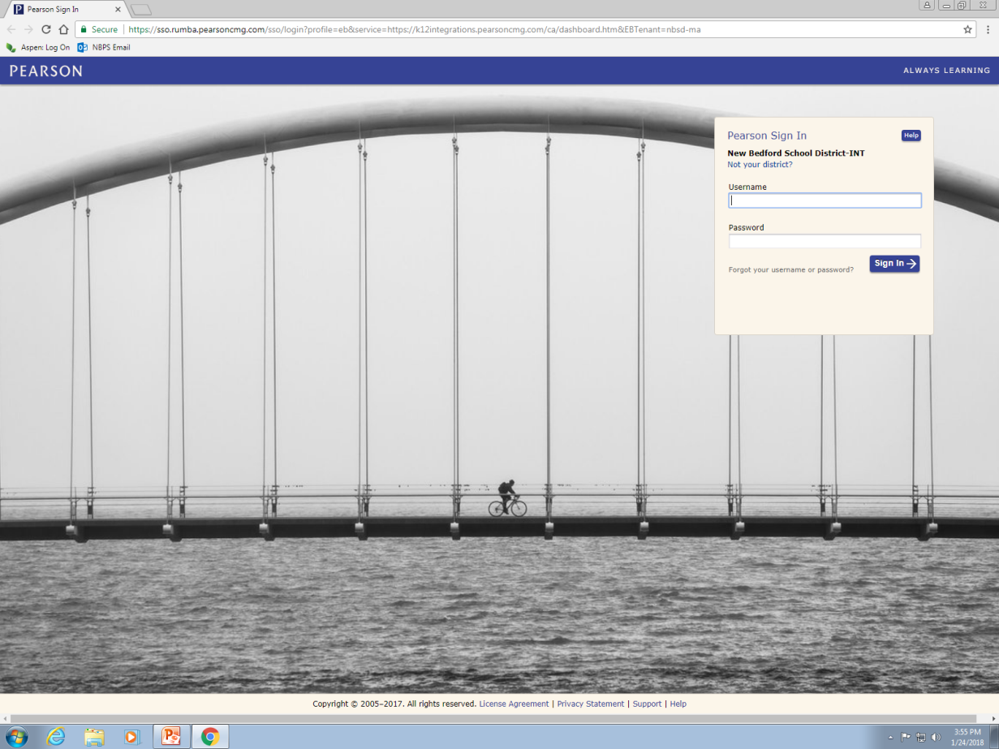 Pearson Sign In
Secure | https://sso.rumba.pearsoncmg.com/sso/login?profile=eb&service=https://k12integrations.pearsoncmg.com/ca/dashboard.htm&EBTenant=nbsd-ma
Aspen: Log On NBPS Email
PEARSON ALWAYS LEARNING
Pearson Sign In Help
New Bedford School District-INT
Not your district?
Username
Password
Forgot your username or password? Sign In
Copyright © 2005–2017. All rights reserved. License Agreement | Privacy Statement | Support | Help
3:55 PM
1/24/2018